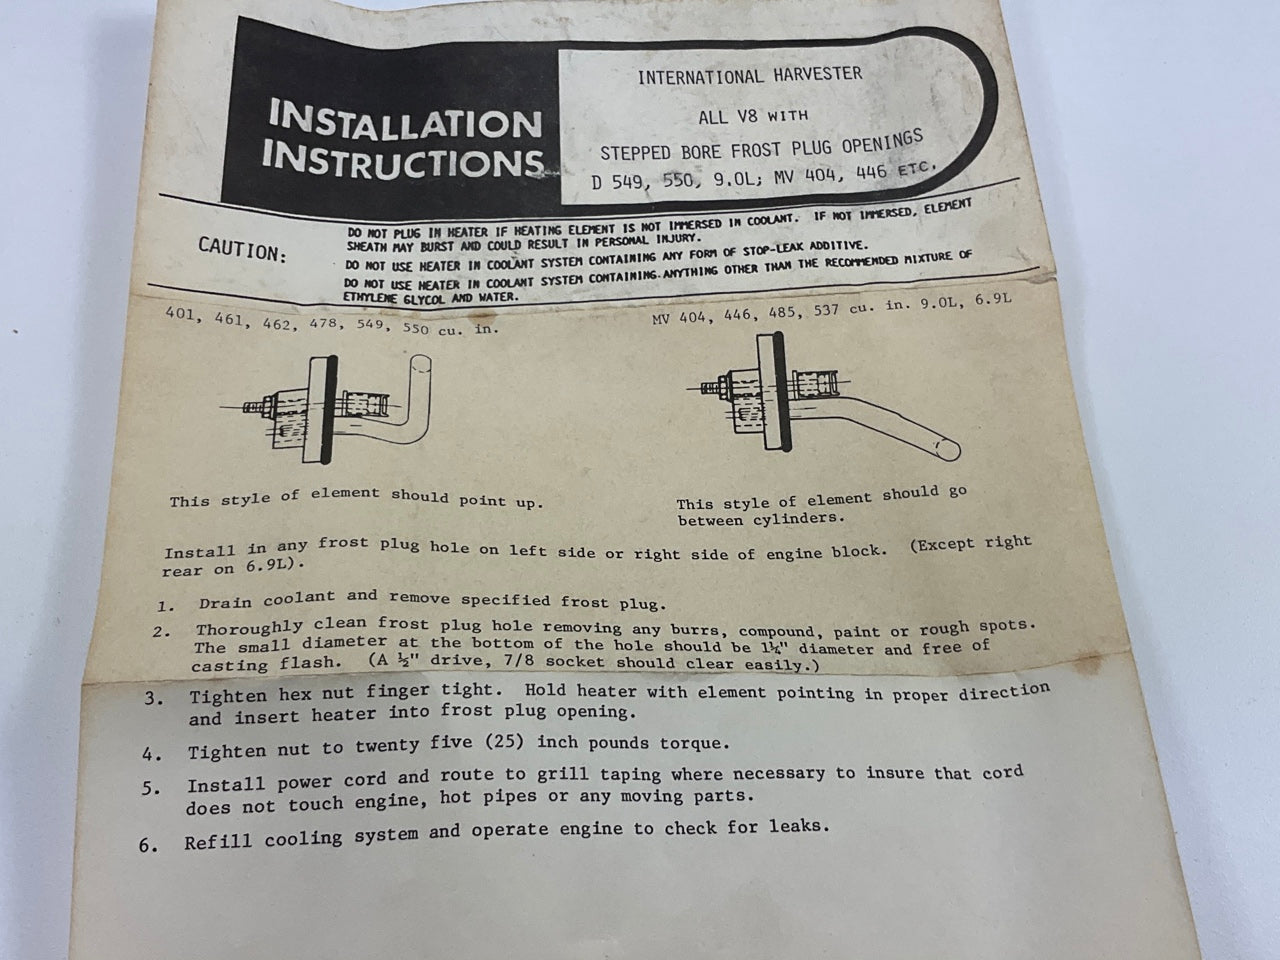 INSTALLATION
INSTRUCTIONS
INTERNATIONAL HARVESTER
ALL V8 WITH
STEPPED BORE FROST PLUG OPENINGS
D 549, 550, 9.0L; MV 404, 446 ETC.
CAUTION:
DO NOT PLUG IN HEATER IF HEATING ELEMENT IS NOT IMMERSED IN COOLANT. IF NOT IMMERSED, ELEMENT
SHEATH MAY BURST AND COULD RESULT IN PERSONAL INJURY.
DO NOT USE HEATER IN COOLANT SYSTEM CONTAINING ANY FORM OF STOP-LEAK ADDITIVE.
DO NOT USE HEATER IN COOLANT SYSTEM CONTAINING ANYTHING OTHER THAN THE RECOMMENDED MIXTURE OF
ETHYLENE GLYCOL AND WATER.
401, 461, 462, 478, 549, 550 cu. in.
MV 404, 446, 485, 537 cu. in. 9.0L, 6.9L
This style of element should point up.
This style of element should go
between cylinders.
Install in any frost plug hole on left side or right side of engine block. (Except right
rear on 6.9L).
1. Drain coolant and remove specified frost plug.
2. Thoroughly clean frost plug hole removing any burrs, compound, paint or rough spots.
The small diameter at the bottom of the hole should be 1¼" diameter and free of
casting flash. (A ½" drive, 7/8 socket should clear easily.)
3. Tighten hex nut finger tight. Hold heater with element pointing in proper direction
and insert heater into frost plug opening.
4. Tighten nut to twenty five (25) inch pounds torque.
5. Install power cord and route to grill taping where necessary to insure that cord
does not touch engine, hot pipes or any moving parts.
6. Refill cooling system and operate engine to check for leaks.